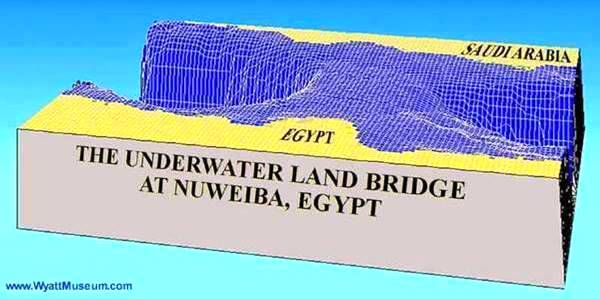 SAUDI ARABIA
EGYPT
THE UNDERWATER LAND BRIDGE
AT NUWEIBA, EGYPT
www.WyattMuseum.com